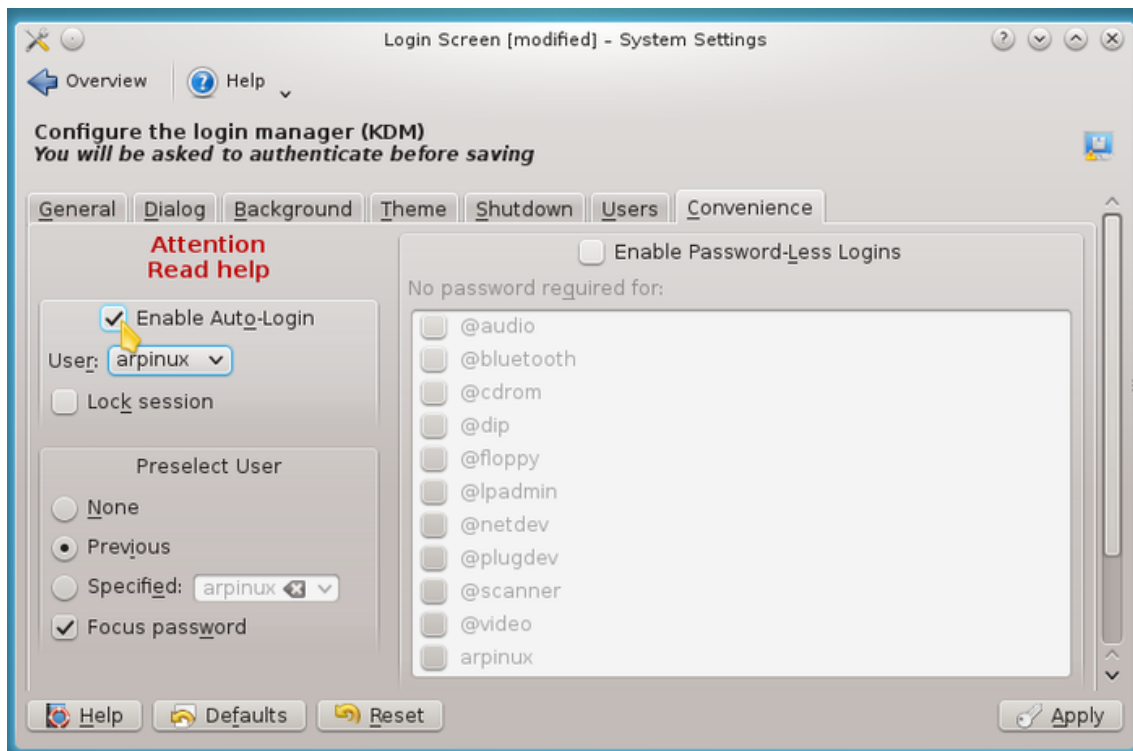 Login Screen [modified] – System Settings
Overview
Help
Configure the login manager (KDM)
You will be asked to authenticate before saving
General Dialog Background Theme Shutdown Users Convenience
Attention
Read help
Enable Auto-Login
User: arpinux
Lock session
Preselect User
None
Previous
Specified: arpinux
Focus password
Enable Password-Less Logins
No password required for:
@audio
@bluetooth
@cdrom
@dip
@floppy
@lpadmin
@netdev
@plugdev
@scanner
@video
arpinux
Help Defaults Reset Apply